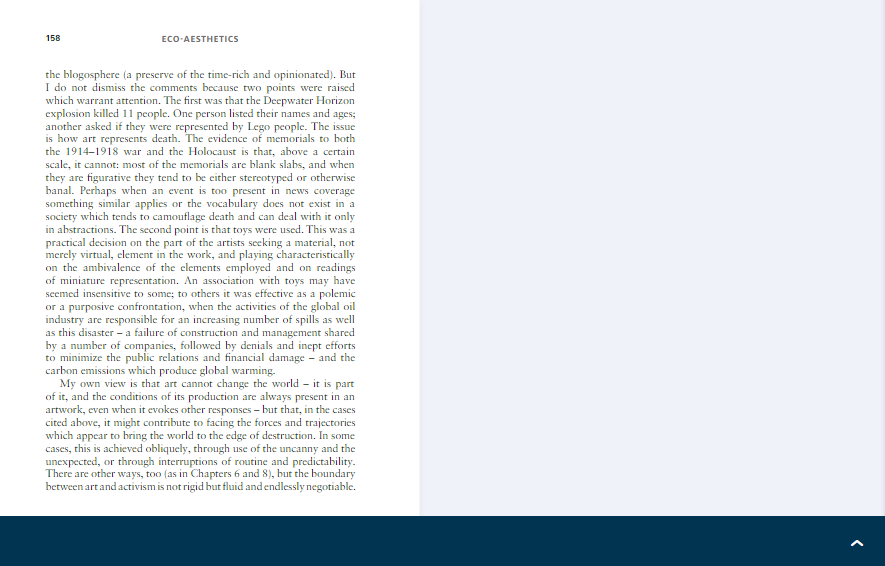 158
ECO-AESTHETICS
the blogosphere (a preserve of the time-rich and opinionated). But
I do not dismiss the comments because two points were raised
which warrant attention. The first was that the Deepwater Horizon
explosion killed 11 people. One person listed their names and ages;
another asked if they were represented by Lego people. The issue
is how art represents death. The evidence of memorials to both
the 1914–1918 war and the Holocaust is that, above a certain
scale, it cannot: most of the memorials are blank slabs, and when
they are figurative they tend to be either stereotyped or otherwise
banal. Perhaps when an event is too present in news coverage
something similar applies or the vocabulary does not exist in a
society which tends to camouflage death and can deal with it only
in abstractions. The second point is that toys were used. This was a
practical decision on the part of the artists seeking a material, not
merely virtual, element in the work, and playing characteristically
on the ambivalence of the elements employed and on readings
of miniature representation. An association with toys may have
seemed insensitive to some; to others it was effective as a polemic
or a purposive confrontation, when the activities of the global oil
industry are responsible for an increasing number of spills as well
as this disaster – a failure of construction and management shared
by a number of companies, followed by denials and inept efforts
to minimize the public relations and financial damage – and the
carbon emissions which produce global warming.
My own view is that art cannot change the world – it is part
of it, and the conditions of its production are always present in an
artwork, even when it evokes other responses – but that, in the cases
cited above, it might contribute to facing the forces and trajectories
which appear to bring the world to the edge of destruction. In some
cases, this is achieved obliquely, through use of the uncanny and the
unexpected, or through interruptions of routine and predictability.
There are other ways, too (as in Chapters 6 and 8), but the boundary
between art and activism is not rigid but fluid and endlessly negotiable.